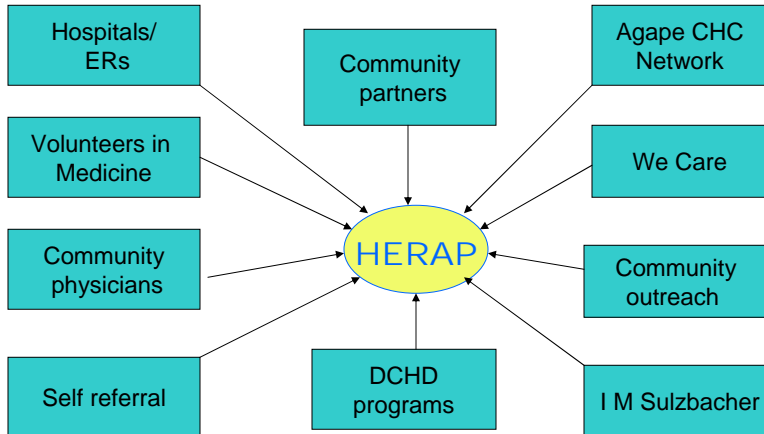 Hospitals/
ERs
Community
partners
Agape CHC
Network
Volunteers in
Medicine
We Care
HERAP
Community
physicians
Community
outreach
Self referral
DCHD
programs
I M Sulzbacher